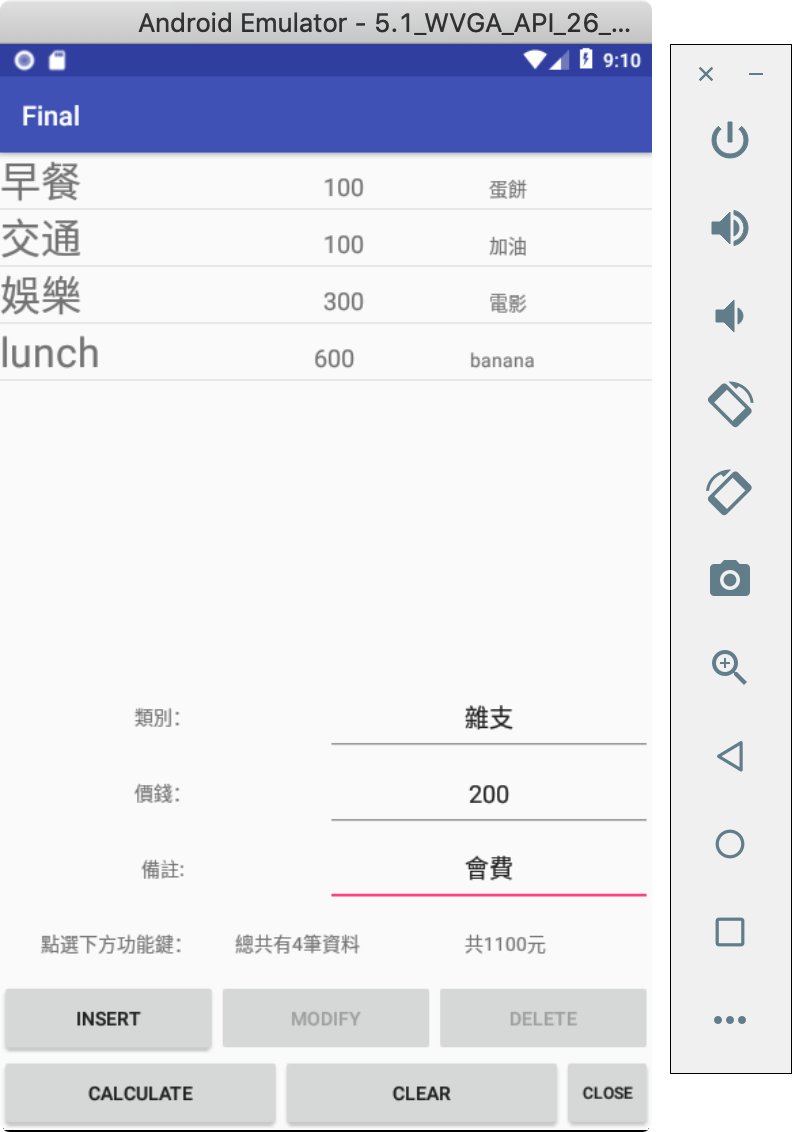 Android Emulator - 5.1_WVGA_API_26_...
9:10
Final
早餐 100 蛋餅
交通 100 加油
娛樂 300 電影
lunch 600 banana
類別： 雜支
價錢： 200
備註: 會費
點選下方功能鍵： 總共有4筆資料 共1100元
INSERT MODIFY DELETE
CALCULATE CLEAR CLOSE